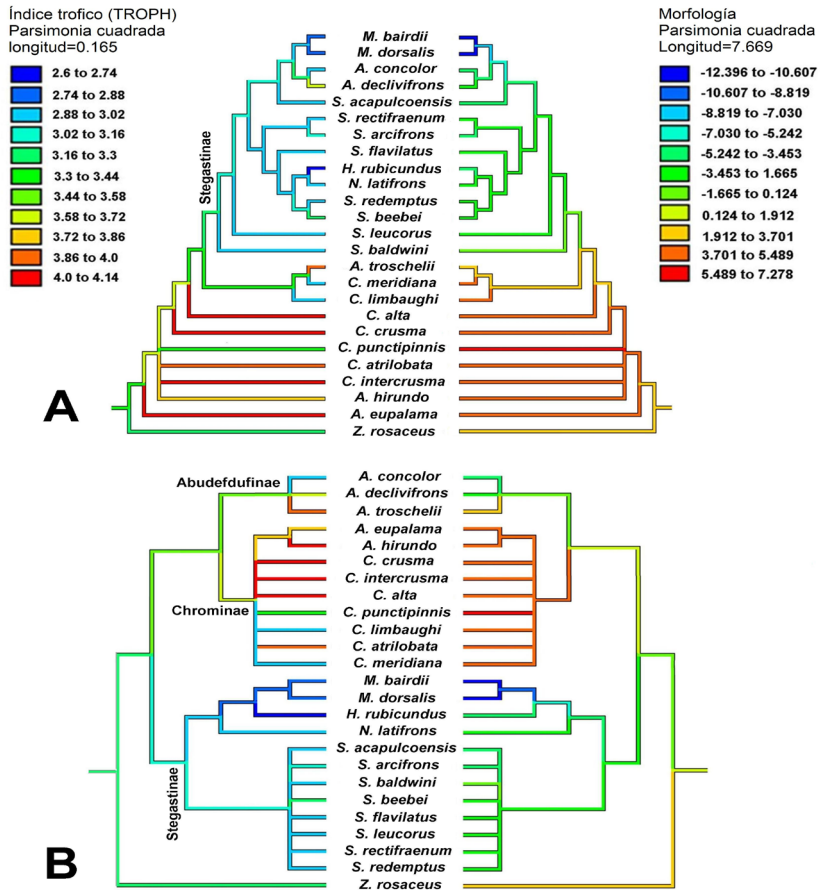 Índice trofico (TROPH)
Parsimonia cuadrada
longitud=0.165
2.6 to 2.74
2.74 to 2.88
2.88 to 3.02
3.02 to 3.16
3.16 to 3.3
3.3 to 3.44
3.44 to 3.58
3.58 to 3.72
3.72 to 3.86
3.86 to 4.0
4.0 to 4.14
Morfología
Parsimonia cuadrada
Longitud=7.669
-12.396 to -10.607
-10.607 to -8.819
-8.819 to -7.030
-7.030 to -5.242
-5.242 to -3.453
-3.453 to 1.665
-1.665 to 0.124
0.124 to 1.912
1.912 to 3.701
3.701 to 5.489
5.489 to 7.278
Stegastinae
M. bairdii
M. dorsalis
A. concolor
A. declivifrons
S. acapulcoensis
S. rectifraenum
S. arcifrons
S. flavilatus
H. rubicundus
N. latifrons
S. redemptus
S. beebei
S. leucorus
S. baldwini
A. troschelii
C. meridiana
C. limbaughi
C. alta
C. crusma
C. punctipinnis
C. atrilobata
C. intercrusma
A. hirundo
A. eupalama
Z. rosaceus
A
Abudefdufinae
Chrominae
Stegastinae
A. concolor
A. declivifrons
A. troschelii
A. eupalama
A. hirundo
C. crusma
C. intercrusma
C. alta
C. punctipinnis
C. limbaughi
C. atrilobata
C. meridiana
M. bairdii
M. dorsalis
H. rubicundus
N. latifrons
S. acapulcoensis
S. arcifrons
S. baldwini
S. beebei
S. flavilatus
S. leucorus
S. rectifraenum
S. redemptus
Z. rosaceus
B